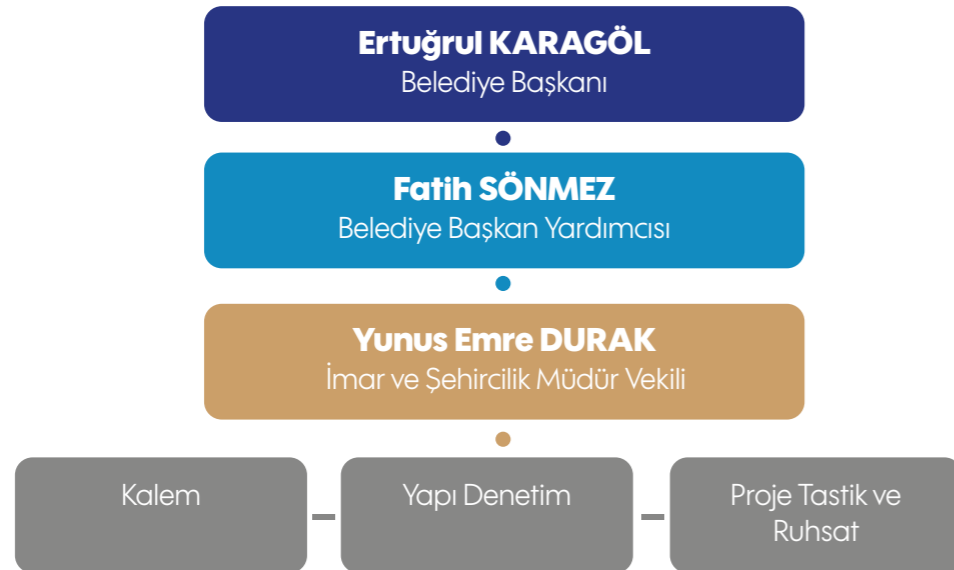 Ertuğrul KARAGÖL
Belediye Başkanı
Fatih SÖNMEZ
Belediye Başkan Yardımcısı
Yunus Emre DURAK
İmar ve Şehircilik Müdür Vekili
Kalem
Yapı Denetim
Proje Tastik ve
Ruhsat